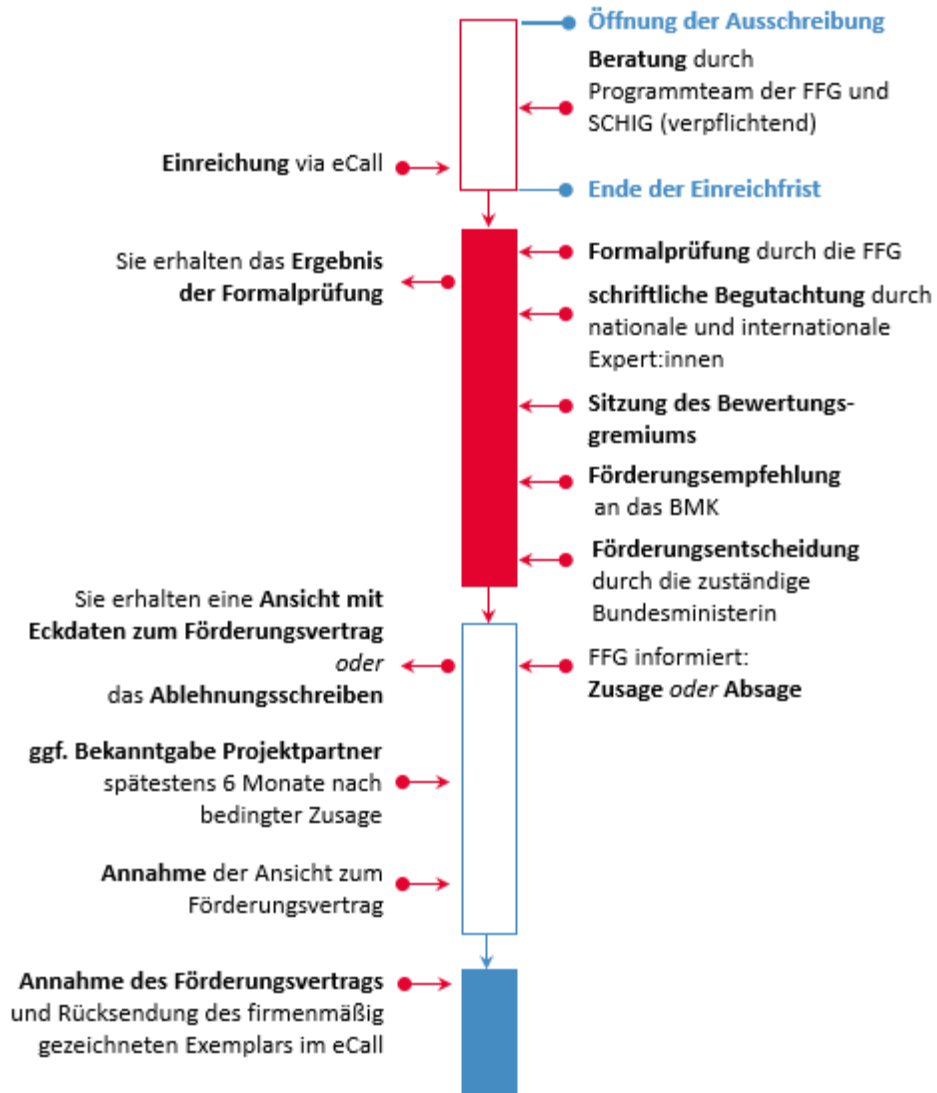 Öffnung der Ausschreibung
Beratung durch
Programmteam der FFG und
SCHIG (verpflichtend)
Einreichung via eCall
Ende der Einreichfrist
Formalprüfung durch die FFG
Sie erhalten das Ergebnis
der Formalprüfung
schriftliche Begutachtung durch
nationale und internationale
Expert:innen
Sitzung des Bewertungs-
gremiums
Förderungsempfehlung
an das BMK
Förderungsentscheidung
durch die zuständige
Bundesministerin
Sie erhalten eine Ansicht mit
Eckdaten zum Förderungsvertrag
oder
das Ablehnungsschreiben
FFG informiert:
Zusage oder Absage
ggf. Bekanntgabe Projektpartner
spätestens 6 Monate nach
bedingter Zusage
Annahme der Ansicht zum
Förderungsvertrag
Annahme des Förderungsvertrags
und Rücksendung des firmenmäßig
gezeichneten Exemplars im eCall